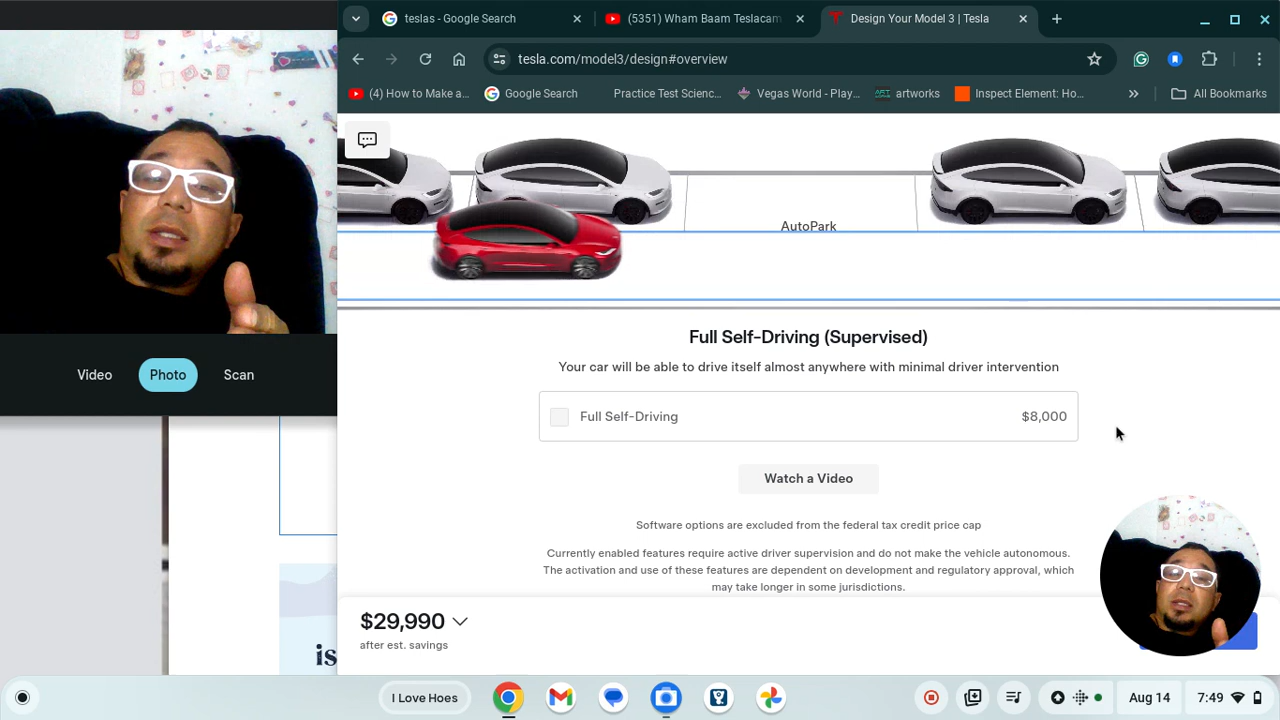 teslas - Google Search
(5351) Wham Baam Teslacam
Design Your Model 3 | Tesla
tesla.com/model3/design#overview
(4) How to Make a...
Google Search
Practice Test Scienc...
Vegas World - Play...
artworks
Inspect Element: Ho...
All Bookmarks
AutoPark
Full Self-Driving (Supervised)
Your car will be able to drive itself almost anywhere with minimal driver intervention
Full Self-Driving $8,000
Watch a Video
Software options are excluded from the federal tax credit price cap
Currently enabled features require active driver supervision and do not make the vehicle autonomous.
The activation and use of these features are dependent on development and regulatory approval, which
may take longer in some jurisdictions.
$29,990
after est. savings
Video Photo Scan
is
I Love Hoes
Aug 14 7:49